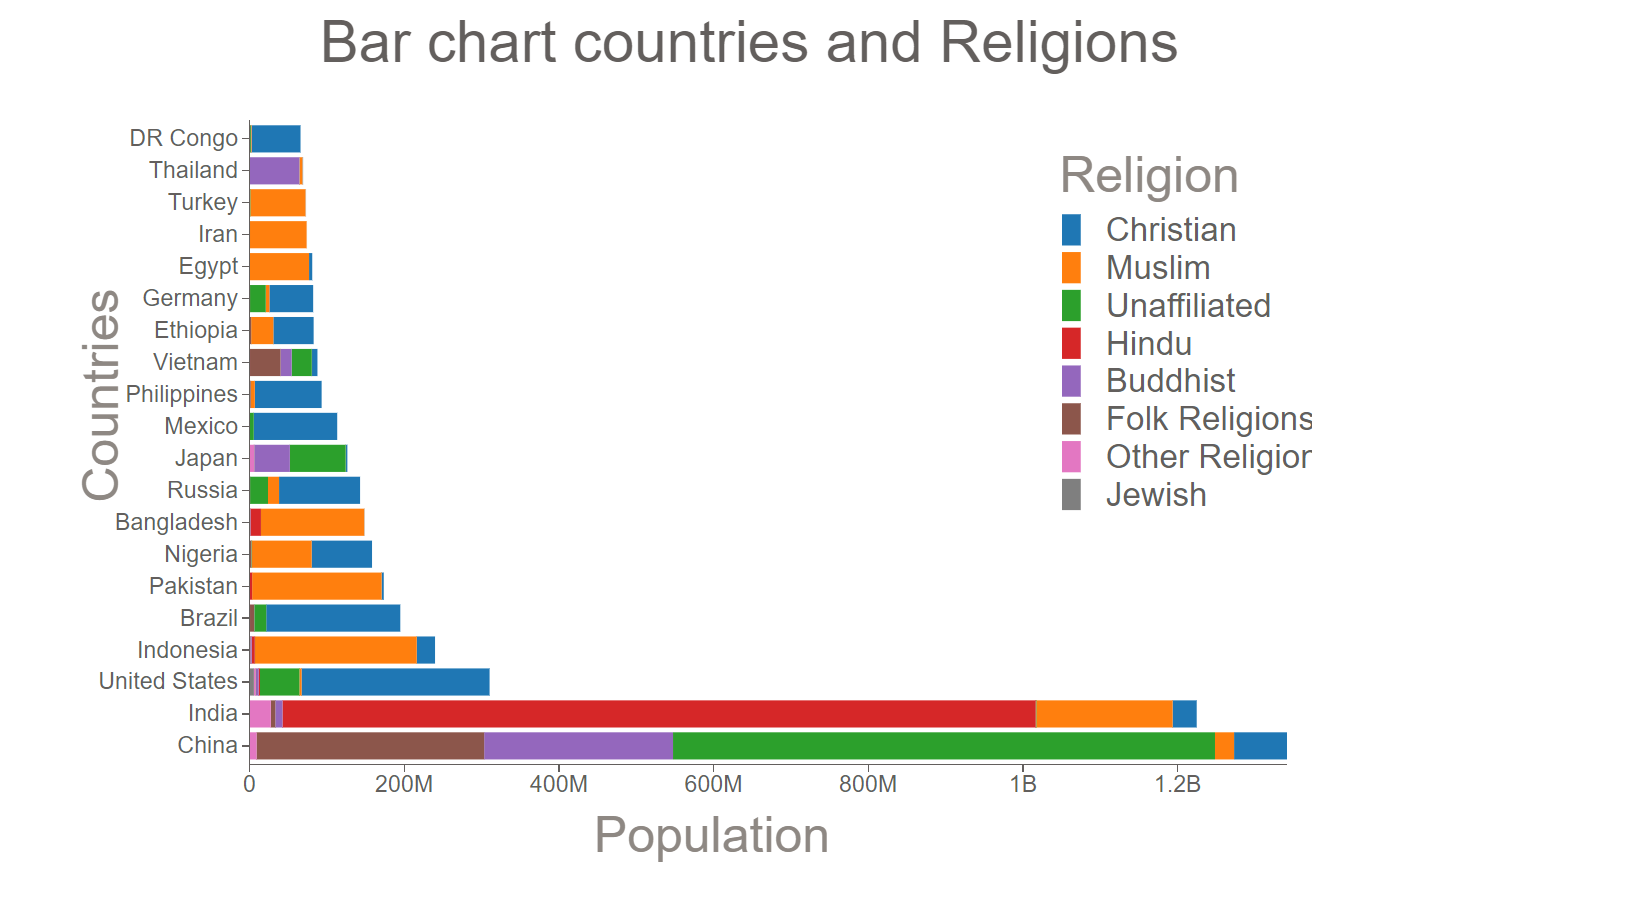 Bar chart countries and Religions
Countries
DR Congo
Thailand
Turkey
Iran
Egypt
Germany
Ethiopia
Vietnam
Philippines
Mexico
Japan
Russia
Bangladesh
Nigeria
Pakistan
Brazil
Indonesia
United States
India
China
0 200M 400M 600M 800M 1B 1.2B
Population
Religion
Christian
Muslim
Unaffiliated
Hindu
Buddhist
Folk Religions
Other Religion
Jewish